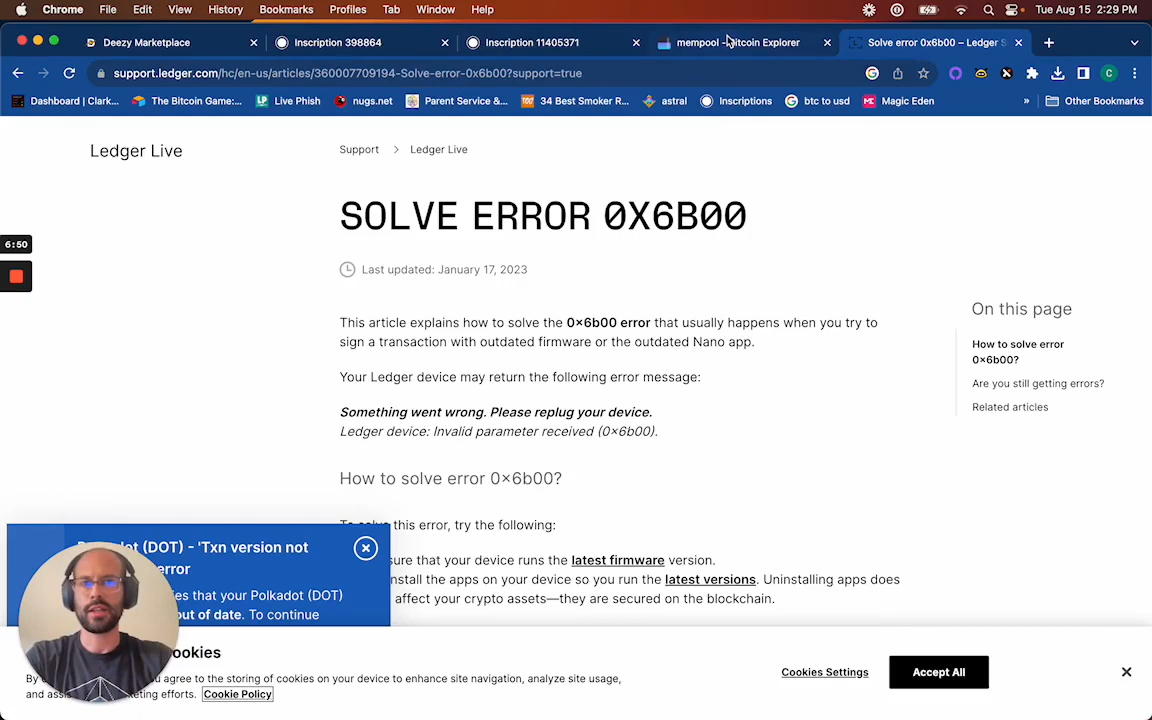 Chrome File Edit View History Bookmarks Profiles Tab Window Help Tue Aug 15 2:29 PM
Deezy Marketplace Inscription 398864 Inscription 11405371 mempool - Bitcoin Explorer Solve error 0x6b00 – Ledger S
support.ledger.com/hc/en-us/articles/360007709194-Solve-error-0x6b00?support=true
Dashboard | Clark... The Bitcoin Game:... Live Phish nugs.net Parent Service &... 34 Best Smoker R... astral Inscriptions btc to usd Magic Eden » Other Bookmarks
Ledger Live
Support > Ledger Live
SOLVE ERROR 0X6B00
6:50
Last updated: January 17, 2023
This article explains how to solve the 0x6b00 error that usually happens when you try to
sign a transaction with outdated firmware or the outdated Nano app.
Your Ledger device may return the following error message:
Something went wrong. Please replug your device.
Ledger device: Invalid parameter received (0x6b00).
How to solve error 0x6b00?
To solve this error, try the following:
sure that your device runs the latest firmware version.
nstall the apps on your device so you run the latest versions. Uninstalling apps does
affect your crypto assets—they are secured on the blockchain.
On this page
How to solve error
0x6b00?
Are you still getting errors?
Related articles
(DOT) - 'Txn version not
error
es that your Polkadot (DOT)
out of date. To continue
ookies
agree to the storing of cookies on your device to enhance site navigation, analyze site usage,
and efforts. Cookie Policy
Cookies Settings
Accept All